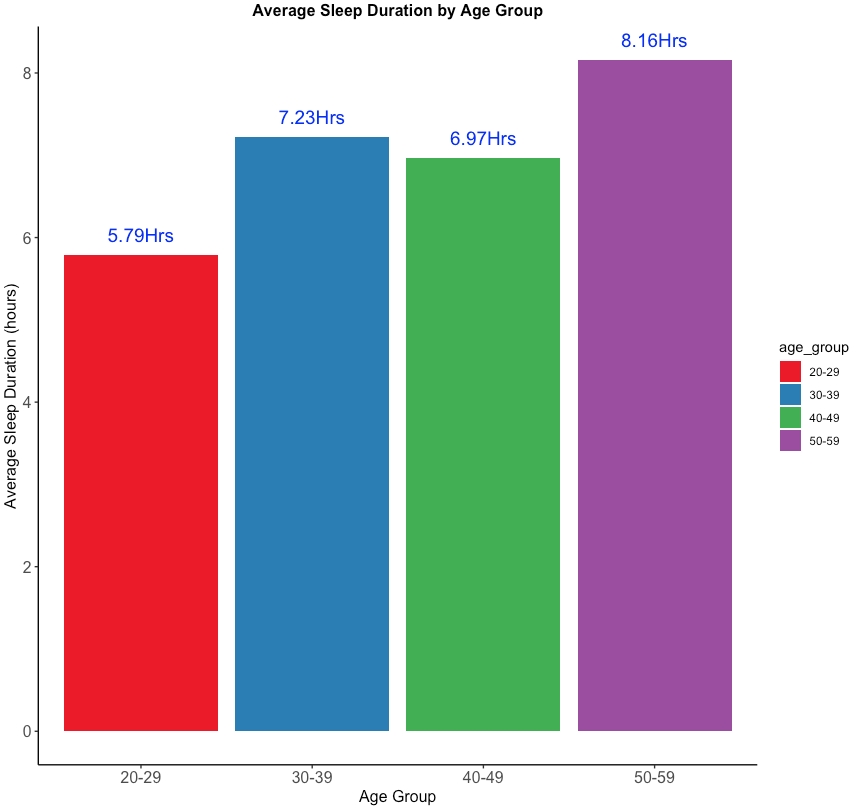 Average Sleep Duration by Age Group
8.16Hrs
7.23Hrs
6.97Hrs
5.79Hrs
Average Sleep Duration (hours)
8
6
4
2
0
20-29
30-39
40-49
50-59
Age Group
age_group
20-29
30-39
40-49
50-59